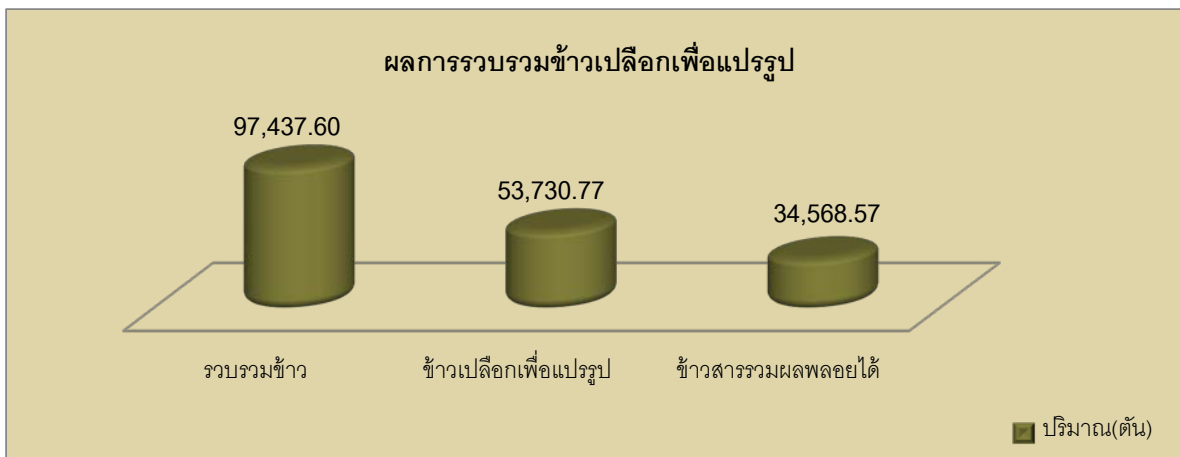 ผลการรวบรวมข้าวเปลือกเพื่อแปรรูป
97,437.60
53,730.77
34,568.57
รวบรวมข้าว
ข้าวเปลือกเพื่อแปรรูป
ข้าวสารรวมผลพลอยได้
ปริมาณ(ตัน)